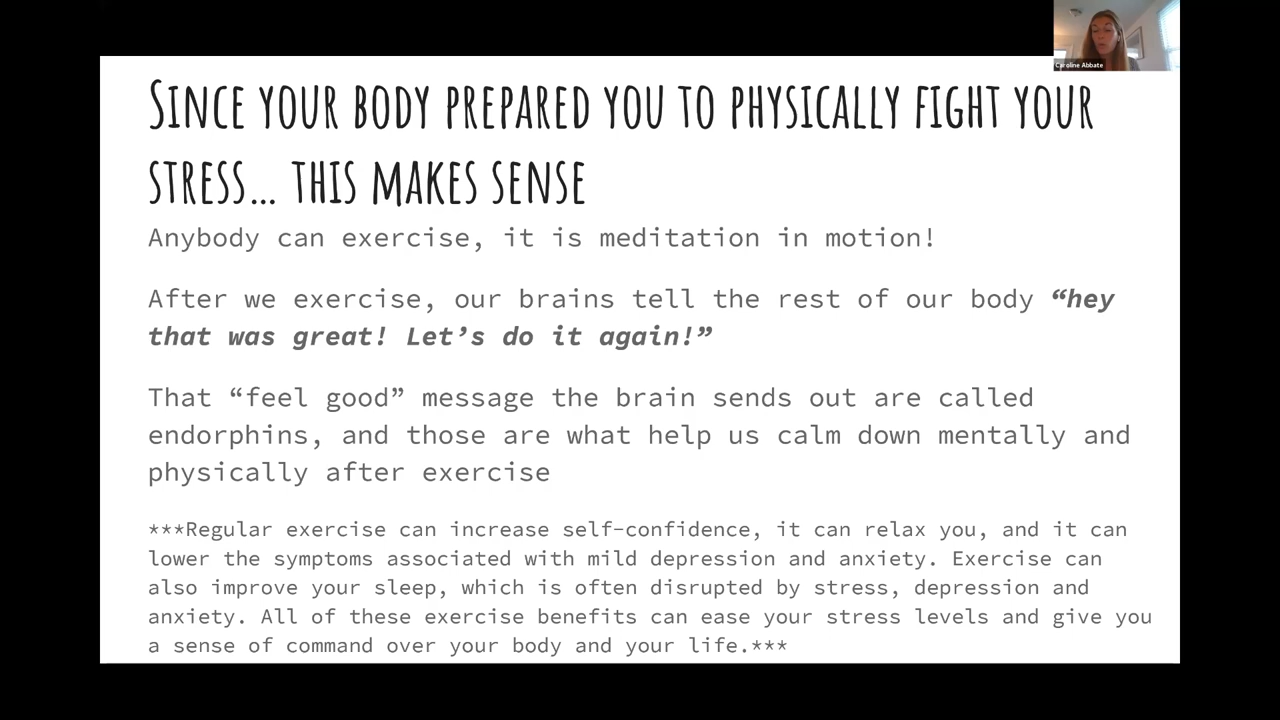 Caroline Abbate
SINCE YOUR BODY PREPARED YOU TO PHYSICALLY FIGHT YOUR
STRESS... THIS MAKES SENSE
Anybody can exercise, it is meditation in motion!
After we exercise, our brains tell the rest of our body “hey
that was great! Let’s do it again!”
That “feel good” message the brain sends out are called
endorphins, and those are what help us calm down mentally and
physically after exercise
***Regular exercise can increase self-confidence, it can relax you, and it can
lower the symptoms associated with mild depression and anxiety. Exercise can
also improve your sleep, which is often disrupted by stress, depression and
anxiety. All of these exercise benefits can ease your stress levels and give you
a sense of command over your body and your life.***